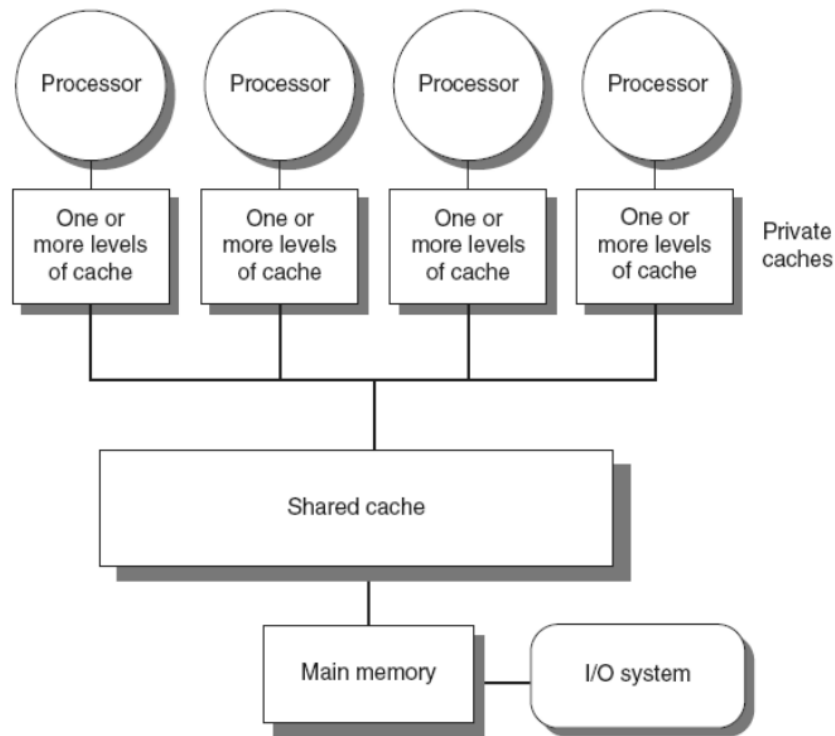 Processor
Processor
Processor
Processor
One or
more levels
of cache
One or
more levels
of cache
One or
more levels
of cache
One or
more levels
of cache
Private
caches
Shared cache
Main memory
I/O system